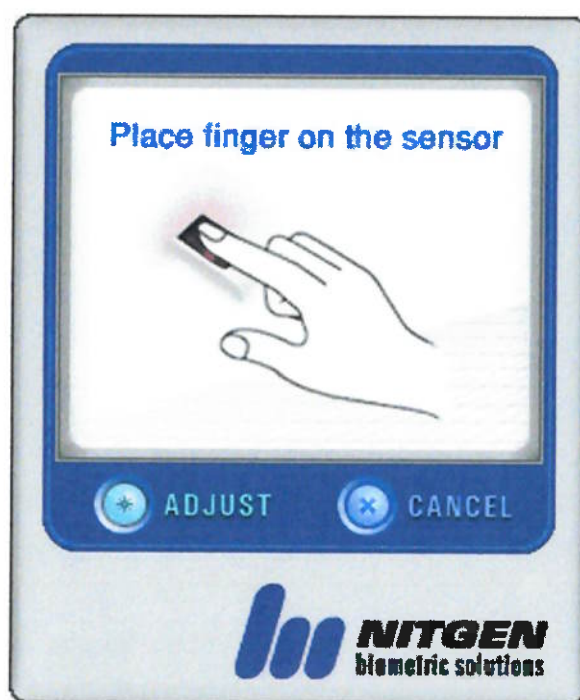 Place finger on the sensor
ADJUST
CANCEL
NITGEN
biometric solutions